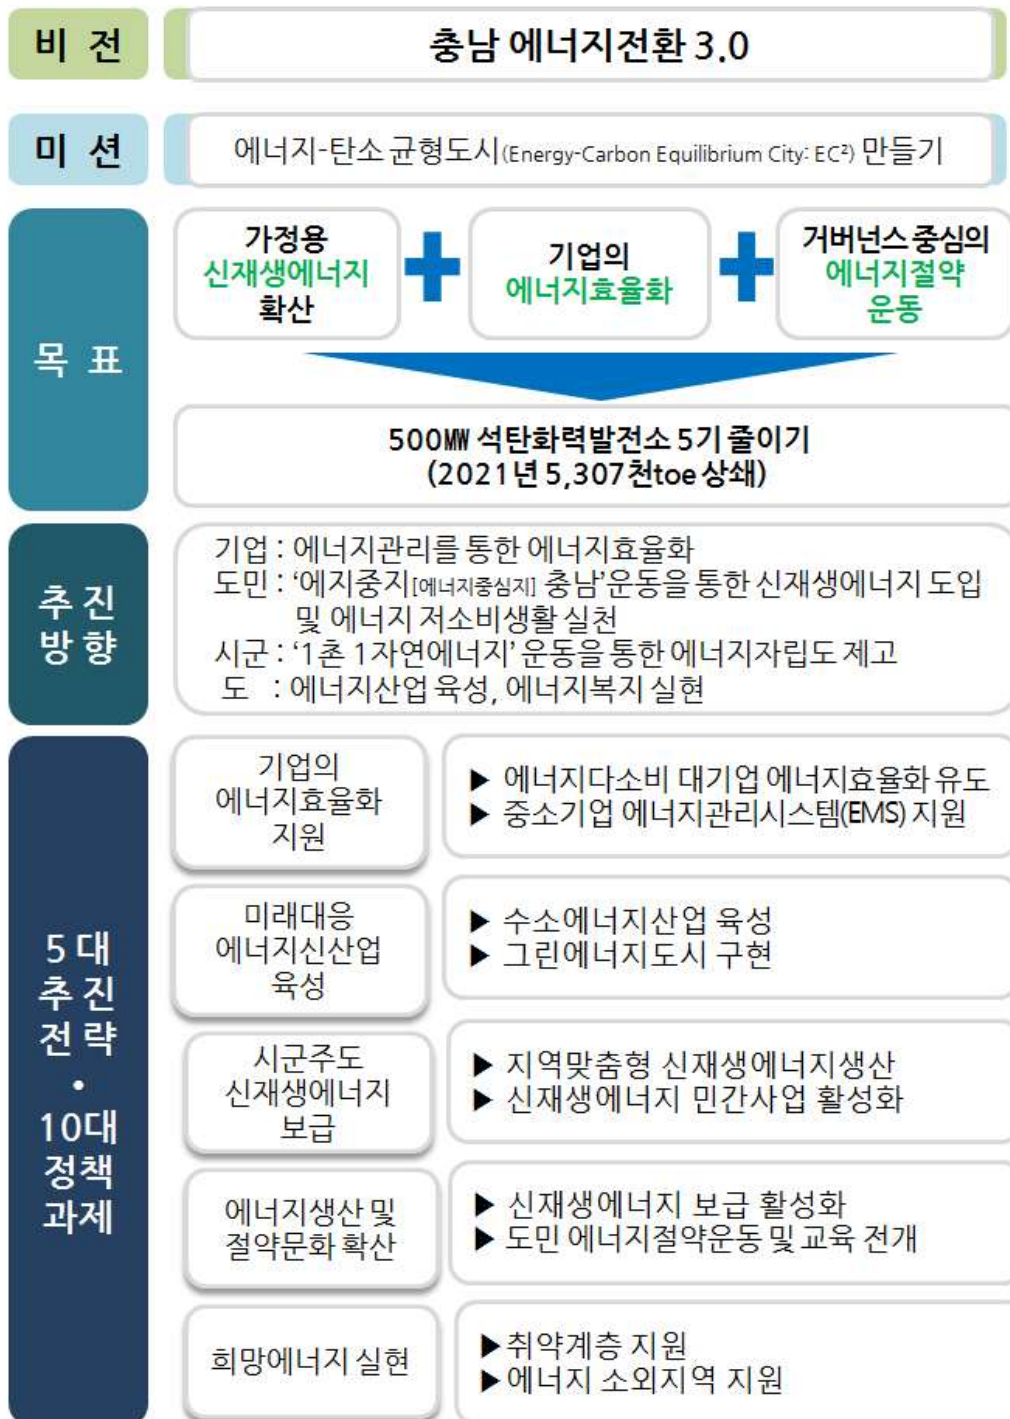 비 전
충남 에너지전환 3.0
미 션
에너지-탄소 균형도시(Energy-Carbon Equilibrium City: EC²) 만들기
목 표
가정용
신재생에너지
확산
기업의
에너지효율화
거버넌스 중심의
에너지절약
운동
500㎿ 석탄화력발전소 5기 줄이기
(2021년 5,307천toe 상쇄)
추 진
방 향
기업 : 에너지관리를 통한 에너지효율화
도민 : ‘에지중지[에너지중심지] 충남’운동을 통한 신재생에너지 도입
및 에너지 저소비생활 실천
시군 : ‘1촌 1자연에너지’ 운동을 통한 에너지자립도 제고
도 : 에너지산업 육성, 에너지복지 실현
5 대
추 진
전 략
•
10대
정책
과제
기업의
에너지효율화
지원
▶ 에너지다소비 대기업 에너지효율화 유도
▶ 중소기업 에너지관리시스템(EMS) 지원
미래대응
에너지신산업
육성
▶ 수소에너지산업 육성
▶ 그린에너지도시 구현
시군주도
신재생에너지
보급
▶ 지역맞춤형 신재생에너지생산
▶ 신재생에너지 민간사업 활성화
에너지생산 및
절약문화 확산
▶ 신재생에너지 보급 활성화
▶ 도민 에너지절약운동 및 교육 전개
희망에너지 실현
▶취약계층 지원
▶에너지 소외지역 지원